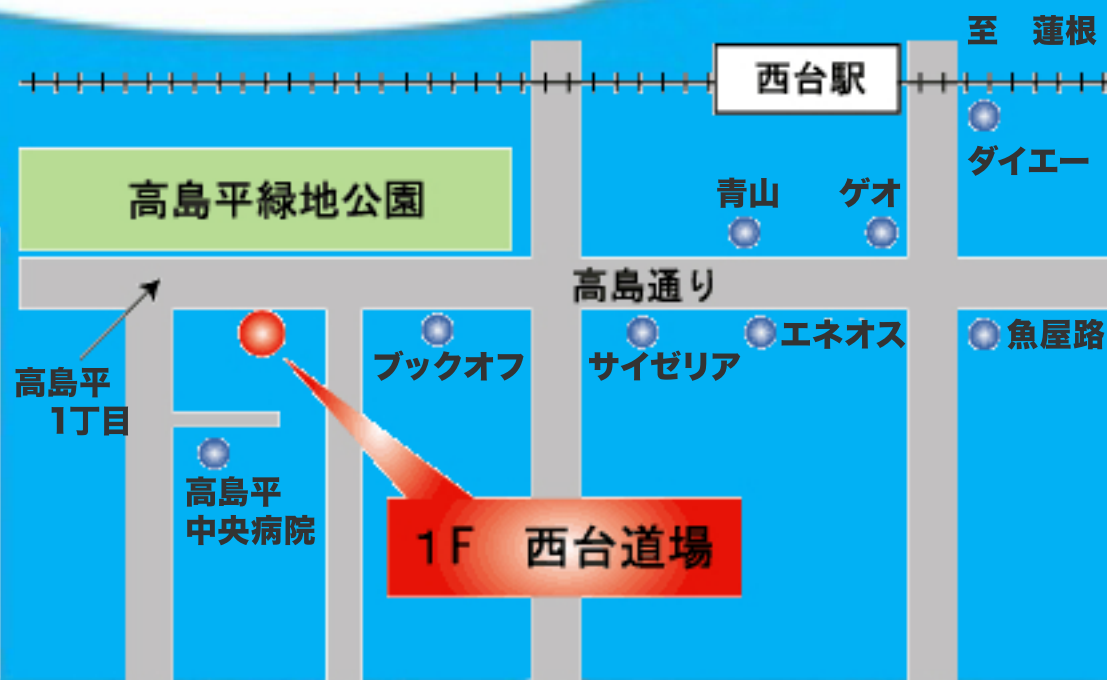 至　蓮根
西台駅
ダイエー
高島平緑地公園
青山
ゲオ
高島通り
ブックオフ
サイゼリア
エネオス
魚屋路
高島平
1丁目
高島平
中央病院
1F　西台道場